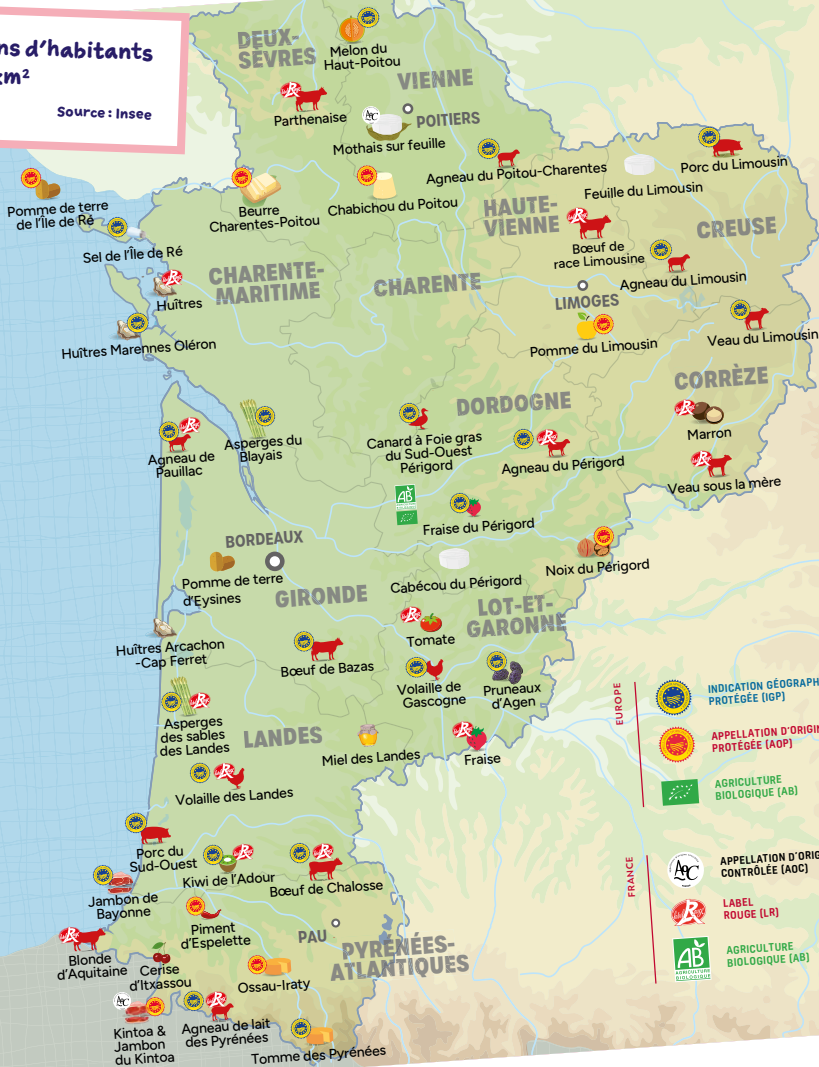 ns d'habitants
km²
Source : Insee
DEUX-
SÈVRES
Melon du
Haut-Poitou
VIENNE
Parthenaise
POITIERS
Mothais sur feuille
Agneau du Poitou-Charentes
Porc du Limousin
Feuille du Limousin
Pomme de terre
de l'Île de Ré
Beurre
Charentes-Poitou
Chabichou du Poitou
HAUTE-
VIENNE
CREUSE
Sel de l'Île de Ré
Bœuf de
race Limousine
CHARENTE-
MARITIME
CHARENTE
Agneau du Limousin
Huîtres
LIMOGES
Huîtres Marennes Oléron
Pomme du Limousin
Veau du Limousin
CORRÈZE
DORDOGNE
Marron
Agneau de
Pauillac
Asperges du
Blayais
Canard à Foie gras
du Sud-Ouest
Périgord
Agneau du Périgord
Veau sous la mère
AB
Fraise du Périgord
BORDEAUX
Noix du Périgord
Pomme de terre
d'Eysines
Cabécou du Périgord
GIRONDE
LOT-ET-
GARONNE
Tomate
Huîtres Arcachon
-Cap Ferret
Bœuf de Bazas
Volaille de
Gascogne
Pruneaux
d'Agen
Asperges
des sables
des Landes
LANDES
Miel des Landes
Fraise
Volaille des Landes
Porc du
Sud-Ouest
Kiwi de l'Adour
Bœuf de Chalosse
Jambon de
Bayonne
Piment
d'Espelette
PAU
PYRÉNÉES-
ATLANTIQUES
Blonde
d'Aquitaine
Cerise
d'Itxassou
Ossau-Iraty
Kintoa &
Jambon
du Kintoa
Agneau de lait
des Pyrénées
Tomme des Pyrénées
EUROPE
INDICATION GÉOGRAPH
PROTÉGÉE (IGP)
APPELLATION D'ORIGIN
PROTÉGÉE (AOP)
AGRICULTURE
BIOLOGIQUE (AB)
FRANCE
AOC
APPELLATION D'ORIG
CONTRÔLÉE (AOC)
LABEL
ROUGE (LR)
AB
AGRICULTURE
BIOLOGIQUE
AGRICULTURE
BIOLOGIQUE (AB)